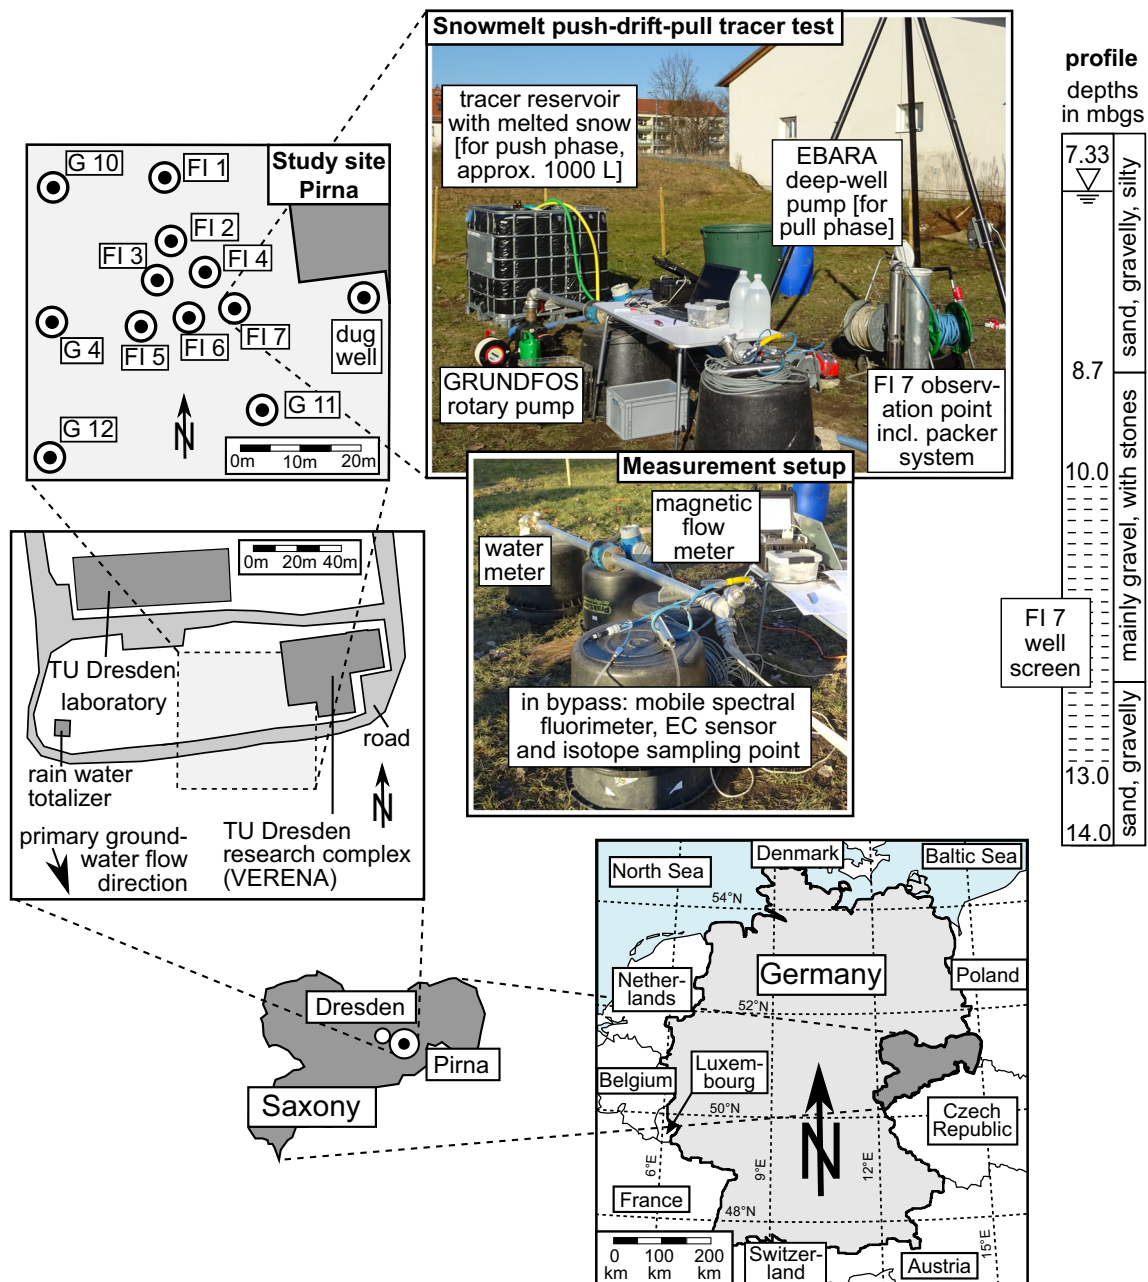 Snowmelt push-drift-pull tracer test
tracer reservoir
with melted snow
[for push phase,
approx. 1000 L]
EBARA
deep-well
pump [for
pull phase]
GRUNDFOS
rotary pump
FI 7 observ-
ation point
incl. packer
system
profile
depths
in mbgs
7.33
8.7
10.0
13.0
14.0
sand, gravelly, silty
mainly gravel, with stones
sand, gravelly
FI 7
well
screen
Study site
Pirna
G 10
FI 1
FI 2
FI 3
FI 4
G 4
FI 5
FI 6
FI 7
dug
well
G 11
G 12
N
0m 10m 20m
Measurement setup
magnetic
flow
meter
water
meter
in bypass: mobile spectral
fluorimeter, EC sensor
and isotope sampling point
0m 20m 40m
TU Dresden
laboratory
rain water
totalizer
road
N
primary ground-
water flow
direction
TU Dresden
research complex
(VERENA)
Dresden
Pirna
Saxony
North Sea
Denmark
Baltic Sea
54°N
Germany
Nether-
lands
Poland
52°N
Luxem-
bourg
Belgium
50°N
Czech
Republic
N
6°E
9°E
12°E
15°E
France
48°N
0 100 200
km km km
Switzer-
land
Austria